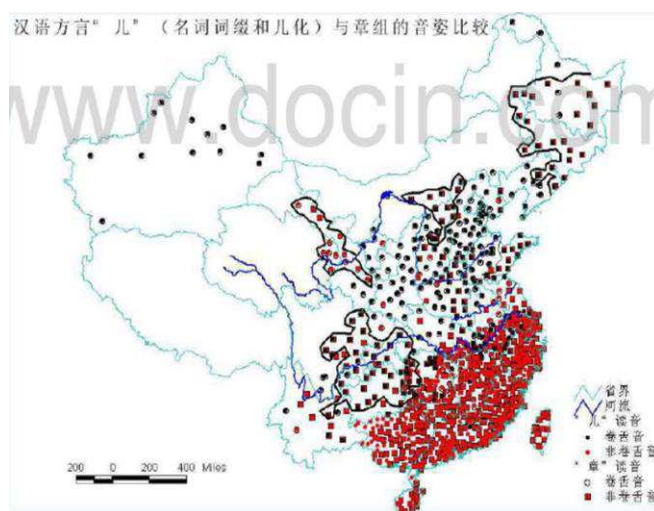 汉语方言“儿”（名词词缀和儿化）与章组的音姿比较
www.docin.com
省界
河流
儿”读音
卷舌音
非卷舌音
“章”读音
卷舌音
非卷舌音
200 0 200 400 Miles